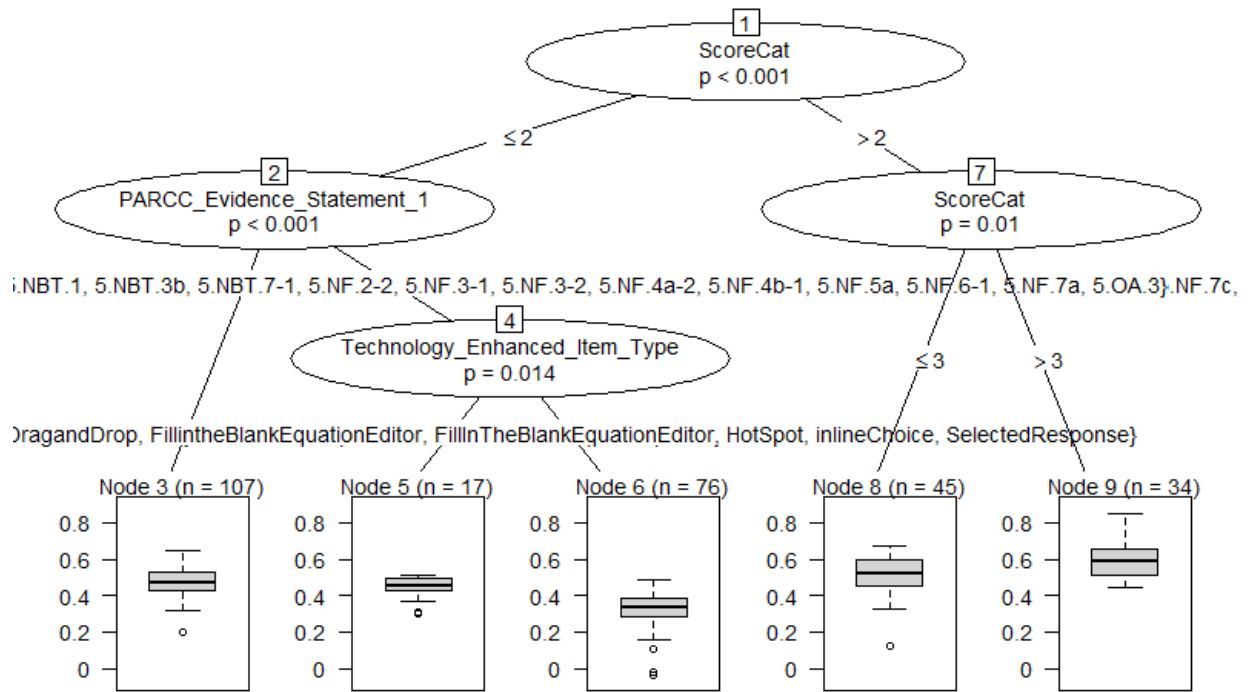 1
ScoreCat
p < 0.001
≤ 2
> 2
2
PARCC_Evidence_Statement_1
p < 0.001
7
ScoreCat
p = 0.01
5.NBT.1, 5.NBT.3b, 5.NBT.7-1, 5.NF.2-2, 5.NF.3-1, 5.NF.3-2, 5.NF.4a-2, 5.NF.4b-1, 5.NF.5a, 5.NF.6-1, 5.NF.7a, 5.OA.3}.NF.7c,
4
Technology_Enhanced_Item_Type
p = 0.014
≤ 3
> 3
DragandDrop, FillintheBlankEquationEditor, FillInTheBlankEquationEditor, HotSpot, inlineChoice, SelectedResponse}
Node 3 (n = 107)
Node 5 (n = 17)
Node 6 (n = 76)
Node 8 (n = 45)
Node 9 (n = 34)
0.8
0.6
0.4
0.2
0
0.8
0.6
0.4
0.2
0
0.8
0.6
0.4
0.2
0
0.8
0.6
0.4
0.2
0
0.8
0.6
0.4
0.2
0